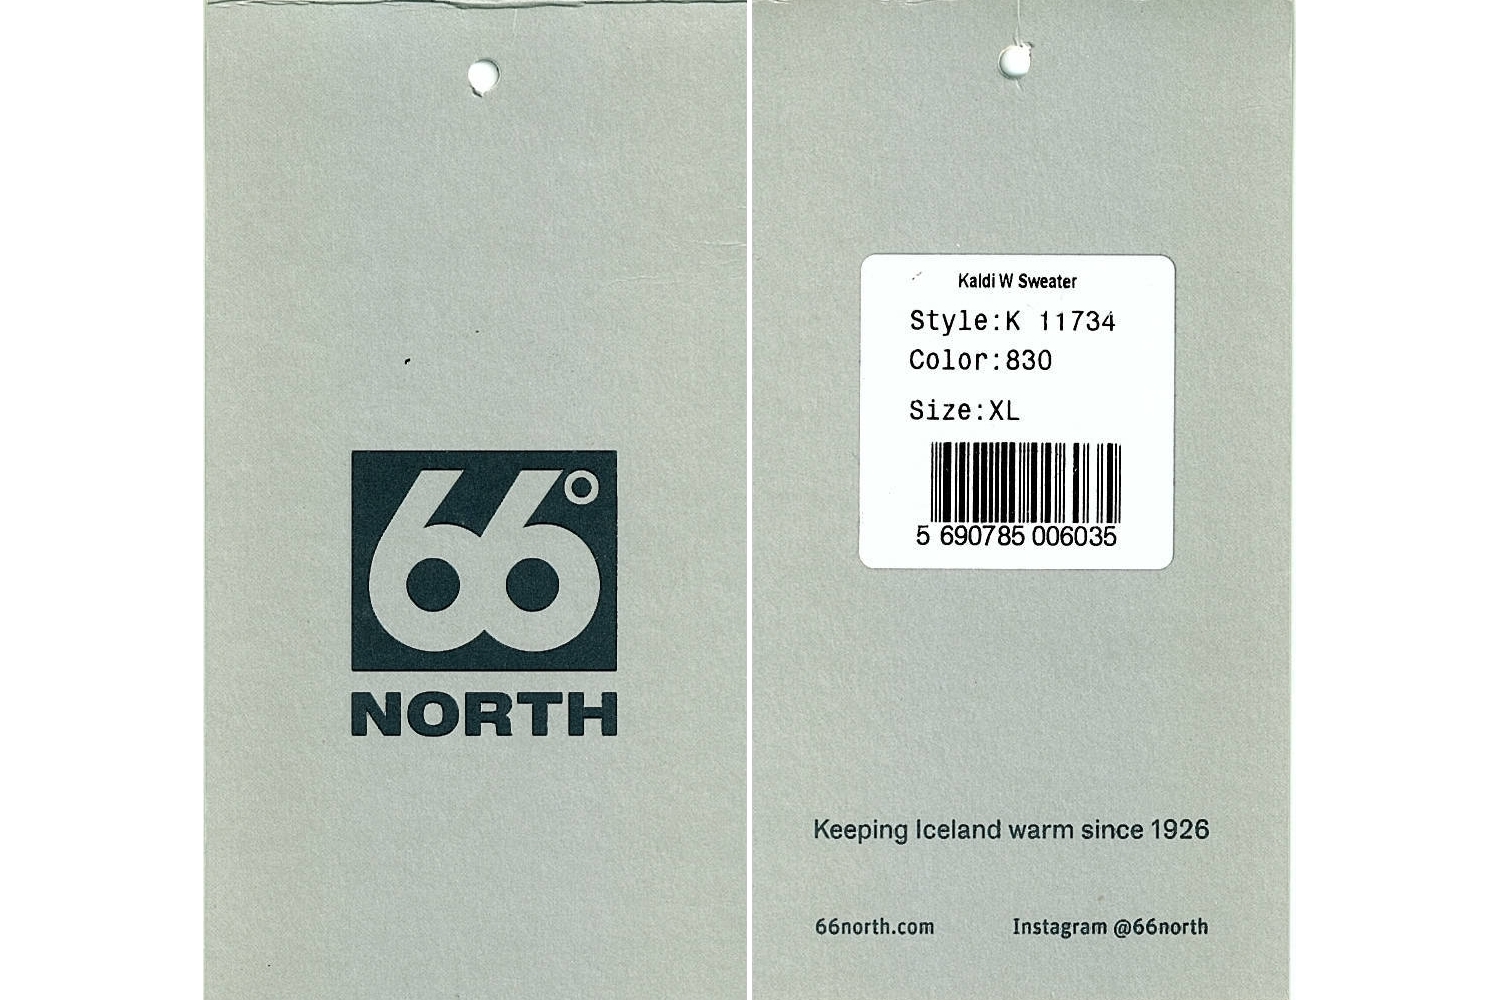 66°
NORTH
Kaldi W Sweater
Style:K 11734
Color:830
Size:XL
5 690785 006035
Keeping Iceland warm since 1926
66north.com
Instagram @66north